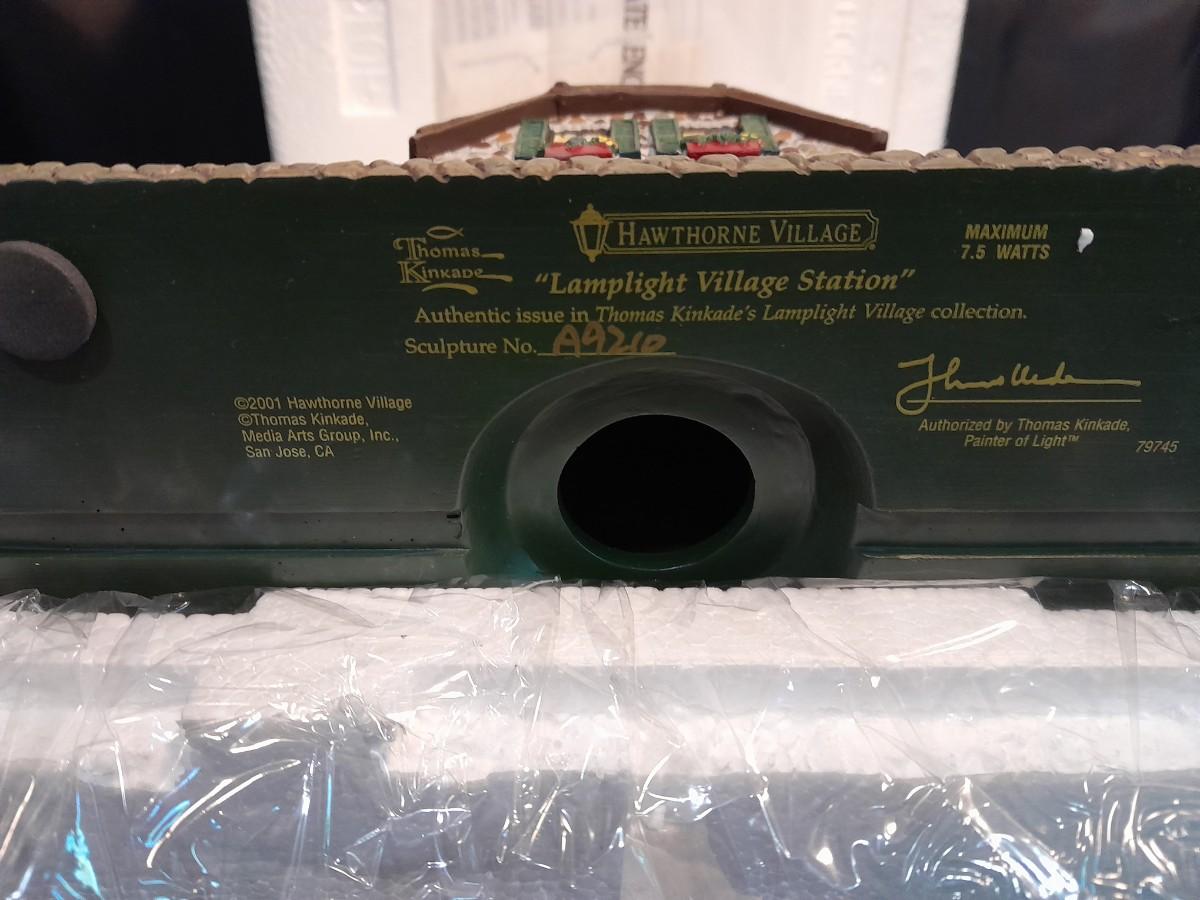 ATE ENC
Thomas
Kinkade
HAWTHORNE VILLAGE
MAXIMUM
7.5 WATTS
"Lamplight Village Station"
Authentic issue in Thomas Kinkade's Lamplight Village collection.
Sculpture No. A9210
©2001 Hawthorne Village
©Thomas Kinkade,
Media Arts Group, Inc.,
San Jose, CA
Authorized by Thomas Kinkade,
Painter of Light™
79745